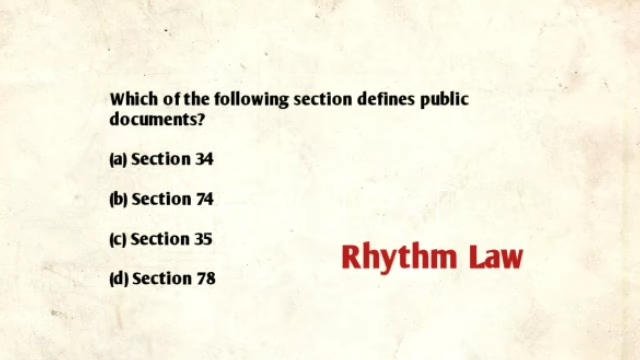 Which of the following section defines public
documents?
(a) Section 34
(b) Section 74
(c) Section 35
(d) Section 78
Rhythm Law